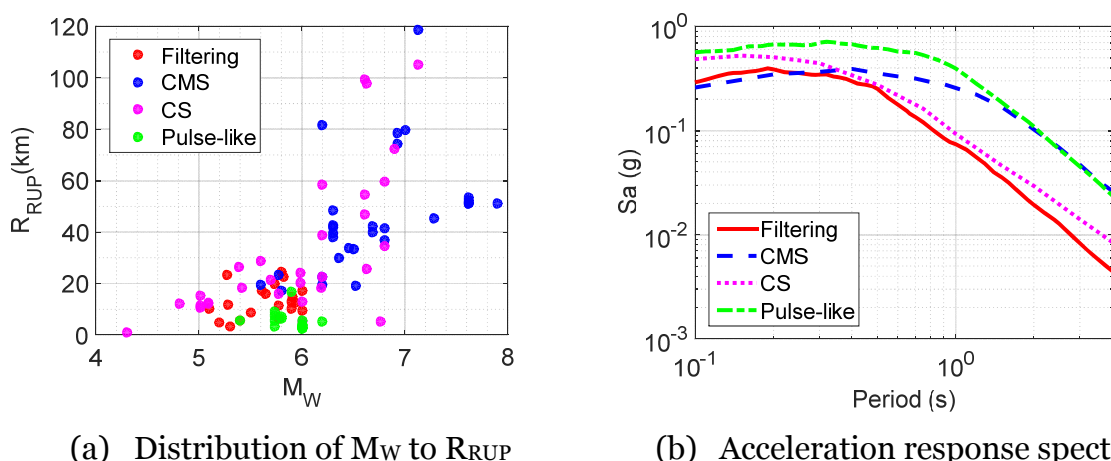 120
100
80
60
40
20
0
R_RUP(km)
Filtering
CMS
CS
Pulse-like
4 5 6 7 8
M_W
(a) Distribution of Mw to RRUP
10^0
10^-1
10^-2
10^-3
Sa (g)
Filtering
CMS
CS
Pulse-like
10^-1 10^0
Period (s)
(b) Acceleration response spect